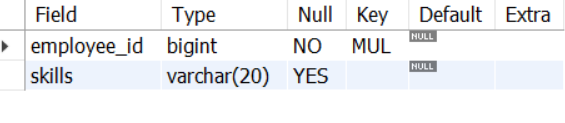 Field Type Null Key Default Extra
employee_id bigint NO MUL NULL
skills varchar(20) YES NULL